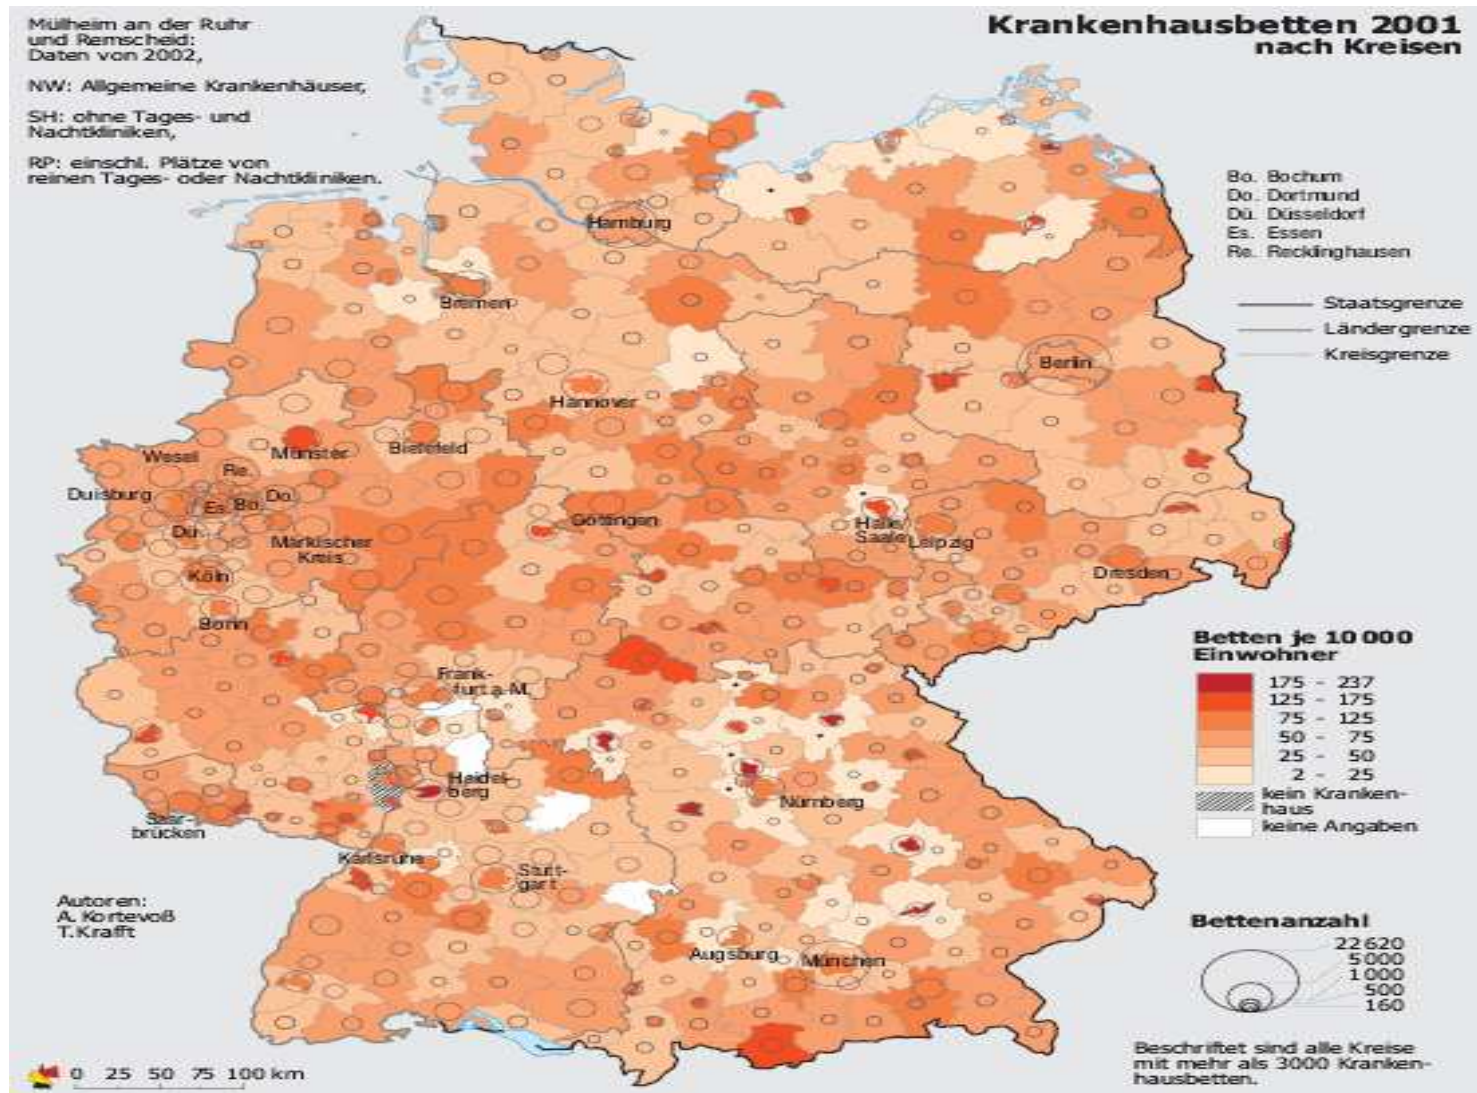 Mülheim an der Ruhr
und Remscheid:
Daten von 2002,
NW: Allgemeine Krankenhäuser,
SH: ohne Tages- und
Nachtkliniken,
RP: einschl. Plätze von
reinen Tages- oder Nachtkliniken.
Krankenhausbetten 2001
nach Kreisen
Bo. Bochum
Do. Dortmund
Dü. Düsseldorf
Es. Essen
Re. Recklinghausen
Staatsgrenze
Ländergrenze
Kreisgrenze
Hamburg
Bremen
Berlin
Hannover
Münster
Bielefeld
Wesel
Re.
Duisburg
Es.
Bo.
Do.
Dü.
Märkischer
Kreis
Göttingen
Halle/
Saale
Leipzig
Dresden
Köln
Bonn
Frank-
furt a.M.
Heidel-
berg
Nürnberg
Saar-
brücken
Karlsruhe
Stutt-
gart
Augsburg
München
Betten je 10 000
Einwohner
175 - 237
125 - 175
75 - 125
50 - 75
25 - 50
2 - 25
kein Kranken-
haus
keine Angaben
Autoren:
A. Kortevoß
T. Krafft
Bettenanzahl
22 620
5 000
1 000
500
160
Beschriftet sind alle Kreise
mit mehr als 3000 Kranken-
hausbetten.
0 25 50 75 100 km